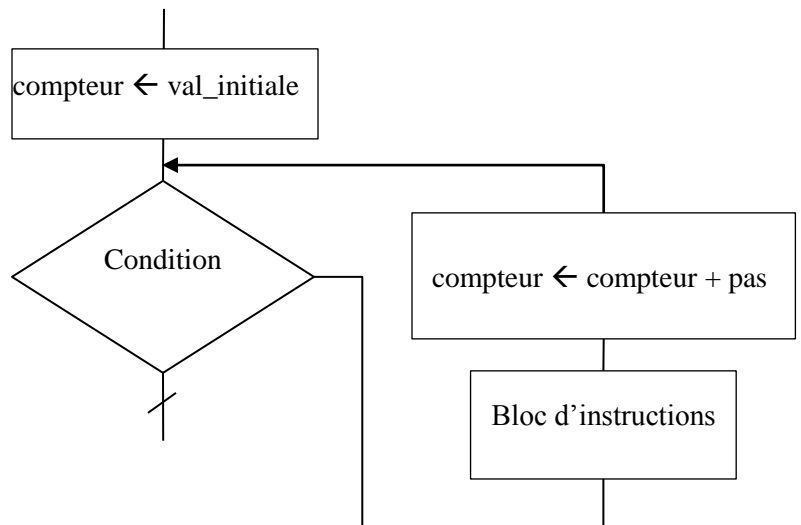 compteur ← val_initiale
Condition
compteur ← compteur + pas
Bloc d’instructions